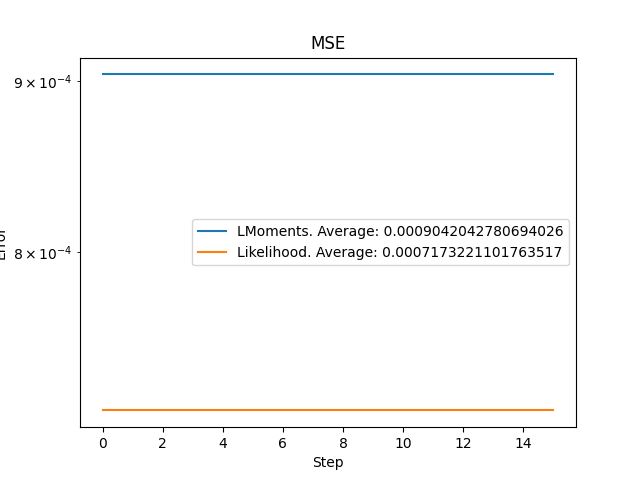 MSE
9 × 10⁻⁴
8 × 10⁻⁴
Error
LMoments. Average: 0.0009042042780694026
Likelihood. Average: 0.0007173221101763517
0 2 4 6 8 10 12 14
Step